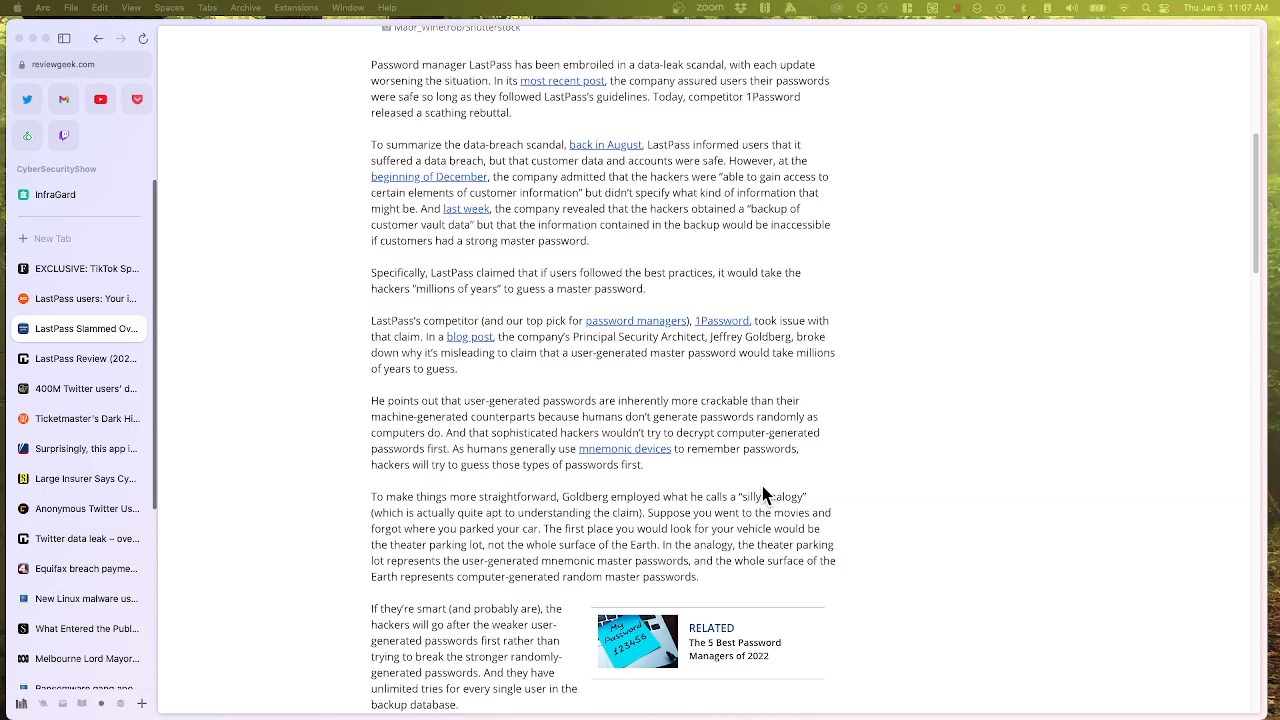 Arc File Edit View Spaces Tabs Archive Extensions Window Help
Zoom
Thu Jan 5 11:07 AM
reviewgeek.com
CyberSecurityShow
InfraGard
New Tab
EXCLUSIVE: TikTok Sp...
LastPass users: Your i...
LastPass Slammed Ov...
LastPass Review (202...
400M Twitter users' d...
Ticketmaster's Dark Hi...
Supreme Court to Spi...
Large Insurer Says Cy...
200 million Twitter Us...
Twitter data leak – ove...
Equifax breach payme...
New Linux malware us...
What Entered the Publ...
Melbourne Lord Mayor...
Ransomware gang apo...
Maor_Winetrob/Shutterstock
Password manager LastPass has been embroiled in a data-leak scandal, with each update
worsening the situation. In its most recent post, the company assured users their passwords
were safe so long as they followed LastPass's guidelines. Today, competitor 1Password
released a scathing rebuttal.
To summarize the data-breach scandal, back in August, LastPass informed users that it
suffered a data breach, but that customer data and accounts were safe. However, at the
beginning of December, the company admitted that the hackers were “able to gain access to
certain elements of customer information” but didn’t specify what kind of information that
might be. And last week, the company revealed that the hackers obtained a “backup of
customer vault data” but that the information contained in the backup would be inaccessible
if customers had a strong master password.
Specifically, LastPass claimed that if users followed the best practices, it would take the
hackers “millions of years” to guess a master password.
LastPass’s competitor (and our top pick for password managers), 1Password, took issue with
that claim. In a blog post, the company’s Principal Security Architect, Jeffrey Goldberg, broke
down why it’s misleading to claim that a user-generated master password would take millions
of years to guess.
He points out that user-generated passwords are inherently more crackable than their
machine-generated counterparts because humans don’t generate passwords randomly as
computers do. And that sophisticated hackers wouldn’t try to decrypt computer-generated
passwords first. As humans generally use mnemonic devices to remember passwords,
hackers will try to guess those types of passwords first.
To make things more straightforward, Goldberg employed what he calls a “silly analogy”
(which is actually quite apt to understanding the claim). Suppose you went to the movies and
forgot where you parked your car. The first place you would look for your vehicle would be
the theater parking lot, not the whole surface of the Earth. In the analogy, the theater parking
lot represents the user-generated mnemonic master passwords, and the whole surface of the
Earth represents computer-generated random master passwords.
If they’re smart (and probably are), the
hackers will go after the weaker user-
generated passwords first rather than
trying to break the stronger randomly-
generated passwords. And they have
unlimited tries for every single user in the
backup database.
My
Password
123456
RELATED
The 5 Best Password
Managers of 2022